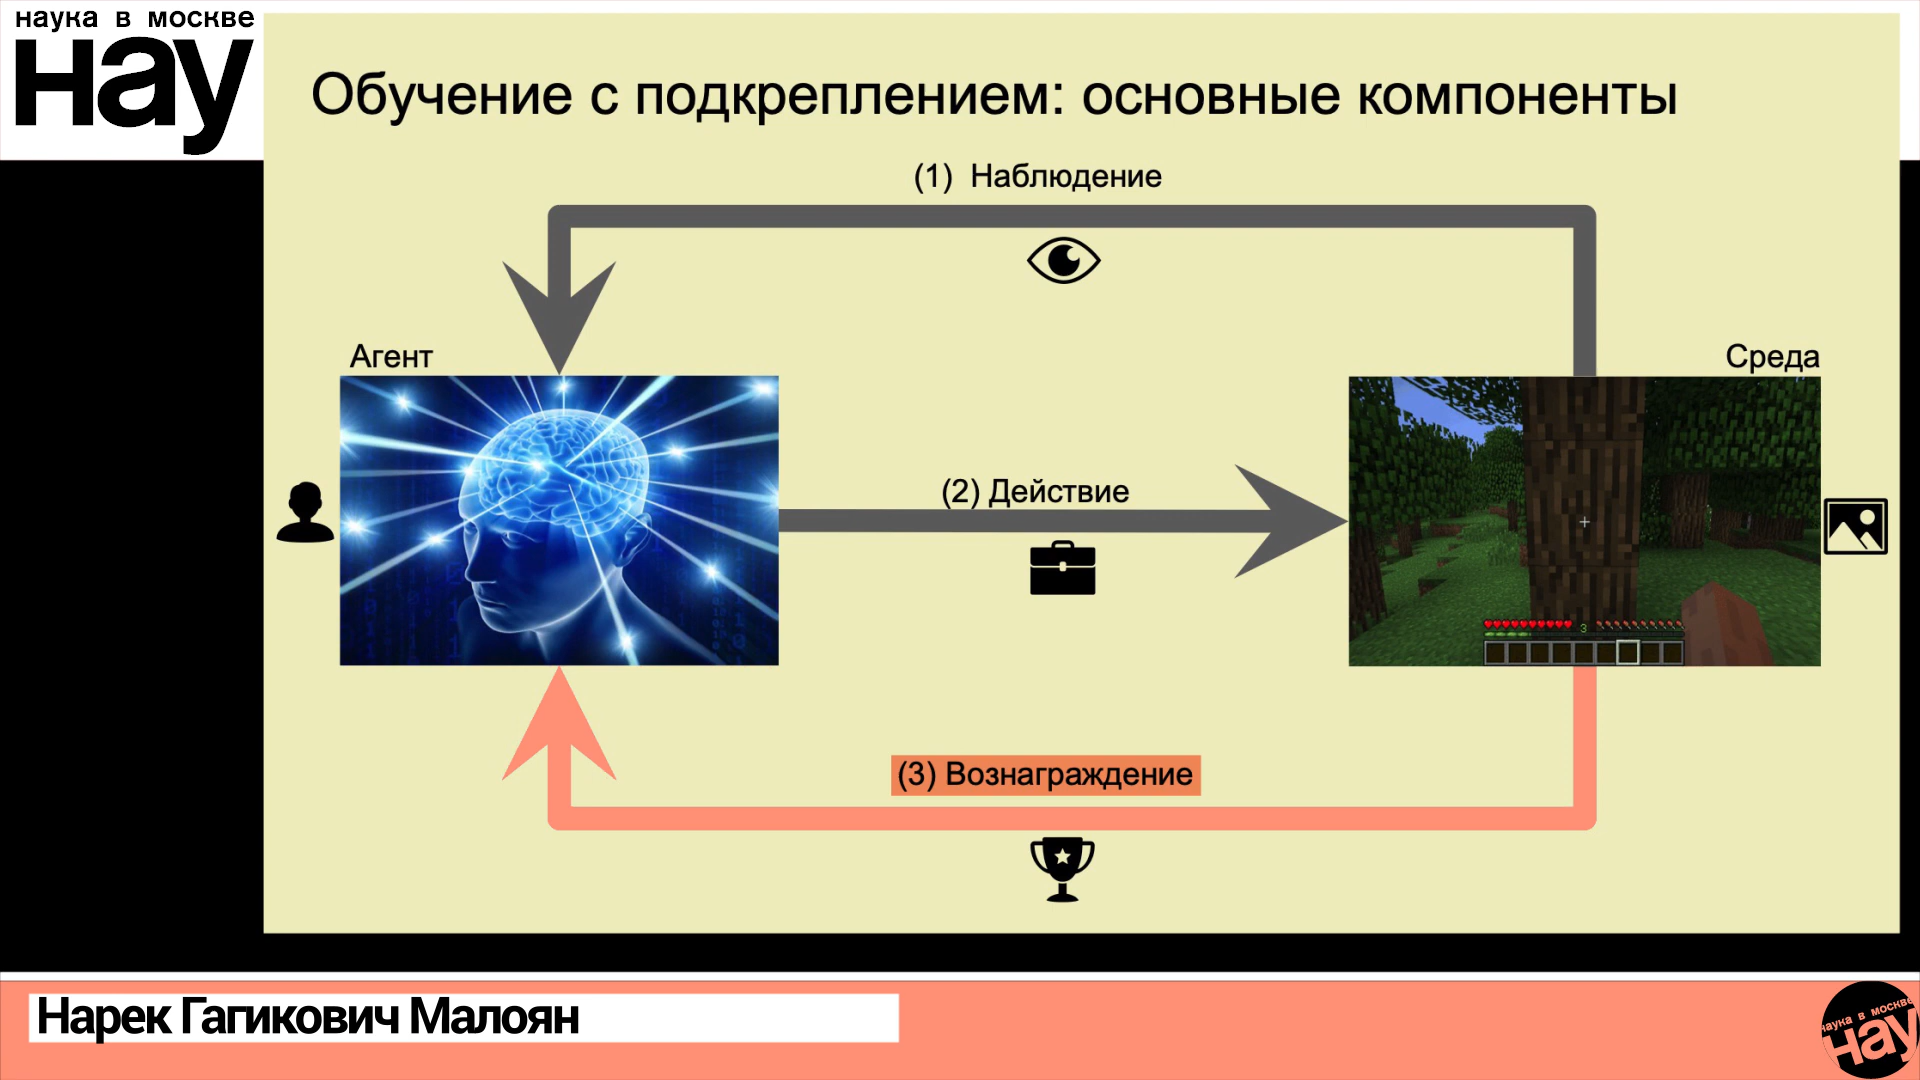 наука в москве
нау
Обучение с подкреплением: основные компоненты
(1) Наблюдение
Агент
Среда
(2) Действие
3
(3) Вознаграждение
Нарек Гагикович Малоян
наука в москве
нау